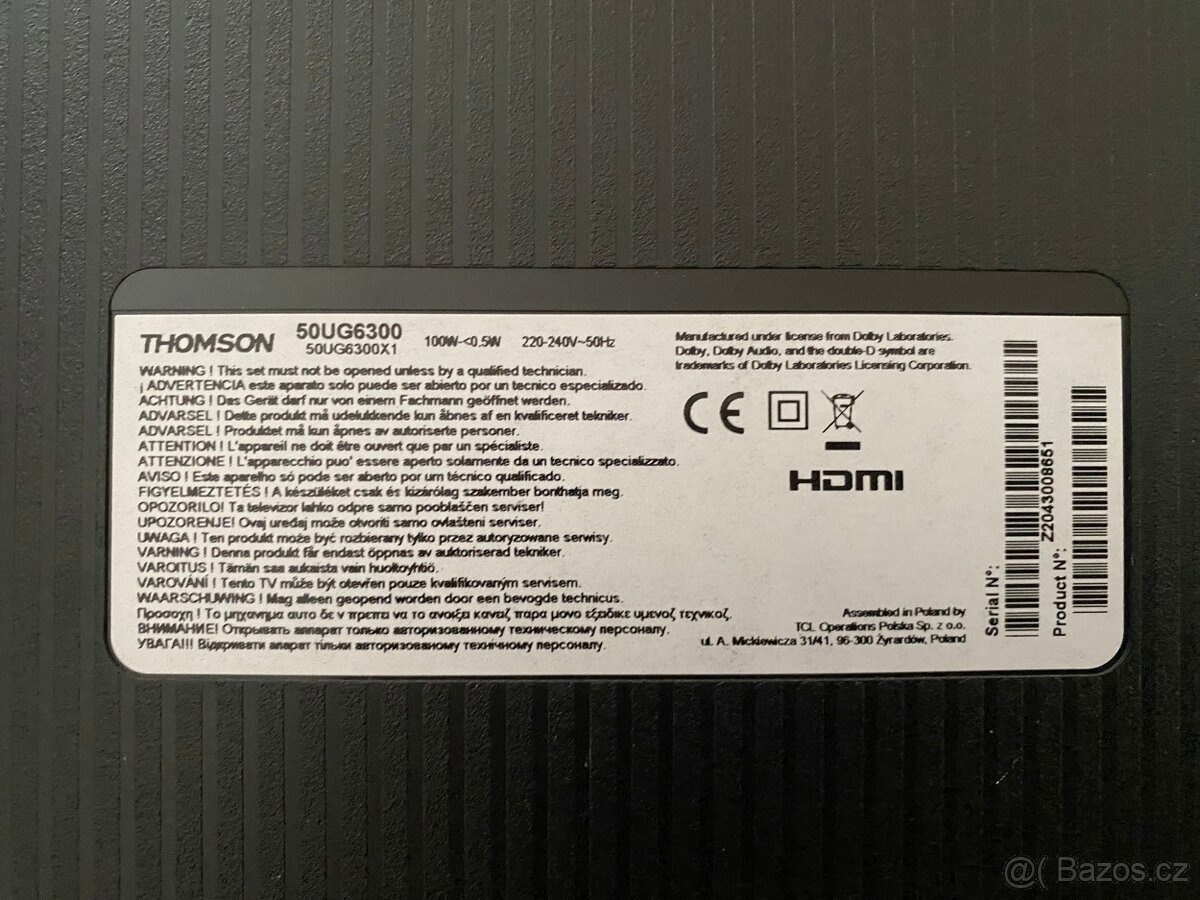 THOMSON 50UG6300 100W-<0.5W 220-240V~50Hz
50UG6300X1
WARNING ! This set must not be opened unless by a qualified technician.
¡ ADVERTENCIA este aparato solo puede ser abierto por un tecnico especializado.
ACHTUNG ! Das Gerät darf nur von einem Fachmann geöffnet werden.
ADVARSEL ! Dette produkt må udelukkende kun åbnes af en kvalificeret tekniker.
ADVARSEL ! Produktet må kun åpnes av autoriserte personer.
ATTENTION ! L'appareil ne doit être ouvert que par un spécialiste.
ATTENZIONE ! L'apparecchio puo' essere aperto solamente da un tecnico specializzato.
AVISO ! Este aparelho só pode ser aberto por um técnico qualificado.
FIGYELMEZTETÉS ! A készüléket csak és kizárólag szakember bonthatja meg.
OPOZORILO! Ta televizor lahko odpre samo pooblaščen serviser!
UPOZORENJE! Ovaj uređaj može otvoriti samo ovlašteni serviser.
UWAGA ! Ten produkt może być rozbierany tylko przez autoryzowane serwisy.
VARNING ! Denna produkt får endast öppnas av auktoriserad tekniker.
VAROITUS ! Tämän saa aukaista vain huoltoyhtiö.
VAROVÁNÍ ! Tento TV může být otevřen pouze kvalifikovaným servisem.
WAARSCHUWING ! Mag alleen geopend worden door een bevoegde technicus.
Προσοχη ! Το μηχανημα αυτο δε ν πρεπει να το ανοιξει κανεζ παρα μονο εξειδικε υμενοζ τεχνικοζ.
ВНИМАНИЕ! Открывать аппарат только авторизованному техническому персоналу.
УВАГА!!! Відкривати апарат тільки авторизованому технічному персоналу.
Manufactured under license from Dolby Laboratories.
Dolby, Dolby Audio, and the double-D symbol are
trademarks of Dolby Laboratories Licensing Corporation.
CE
HDMI
Assembled in Poland by
TCL Operations Polska Sp. z o.o.
ul. A. Mickiewicza 31/41, 96-300 Żyrardów, Poland
Serial N°:
Z2043008651
Product N°:
@( Bazos.cz